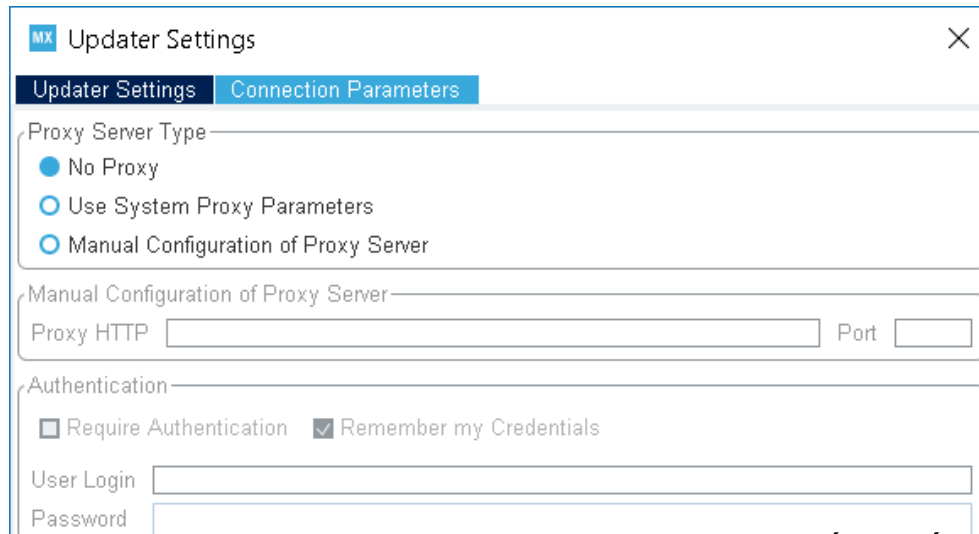 MX Updater Settings
Updater Settings Connection Parameters
Proxy Server Type
No Proxy
Use System Proxy Parameters
Manual Configuration of Proxy Server
Manual Configuration of Proxy Server
Proxy HTTP Port
Authentication
Require Authentication Remember my Credentials
User Login
Password